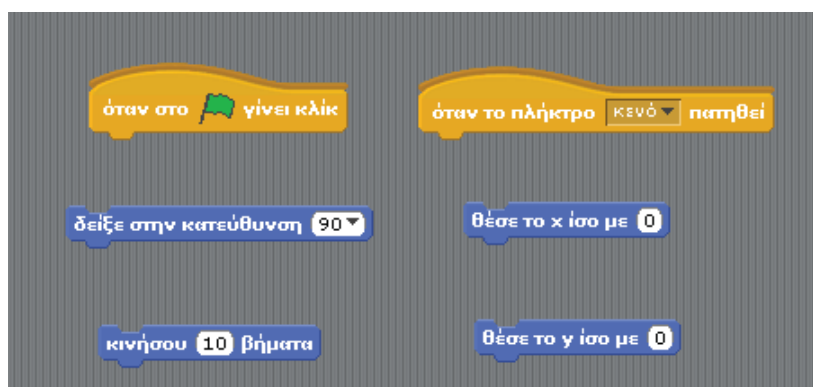 όταν στο γίνει κλίκ
όταν το πλήκτρο κενό πατηθεί
δείξε στην κατεύθυνση 90
θέσε το x ίσο με 0
κινήσου 10 βήματα
θέσε το y ίσο με 0